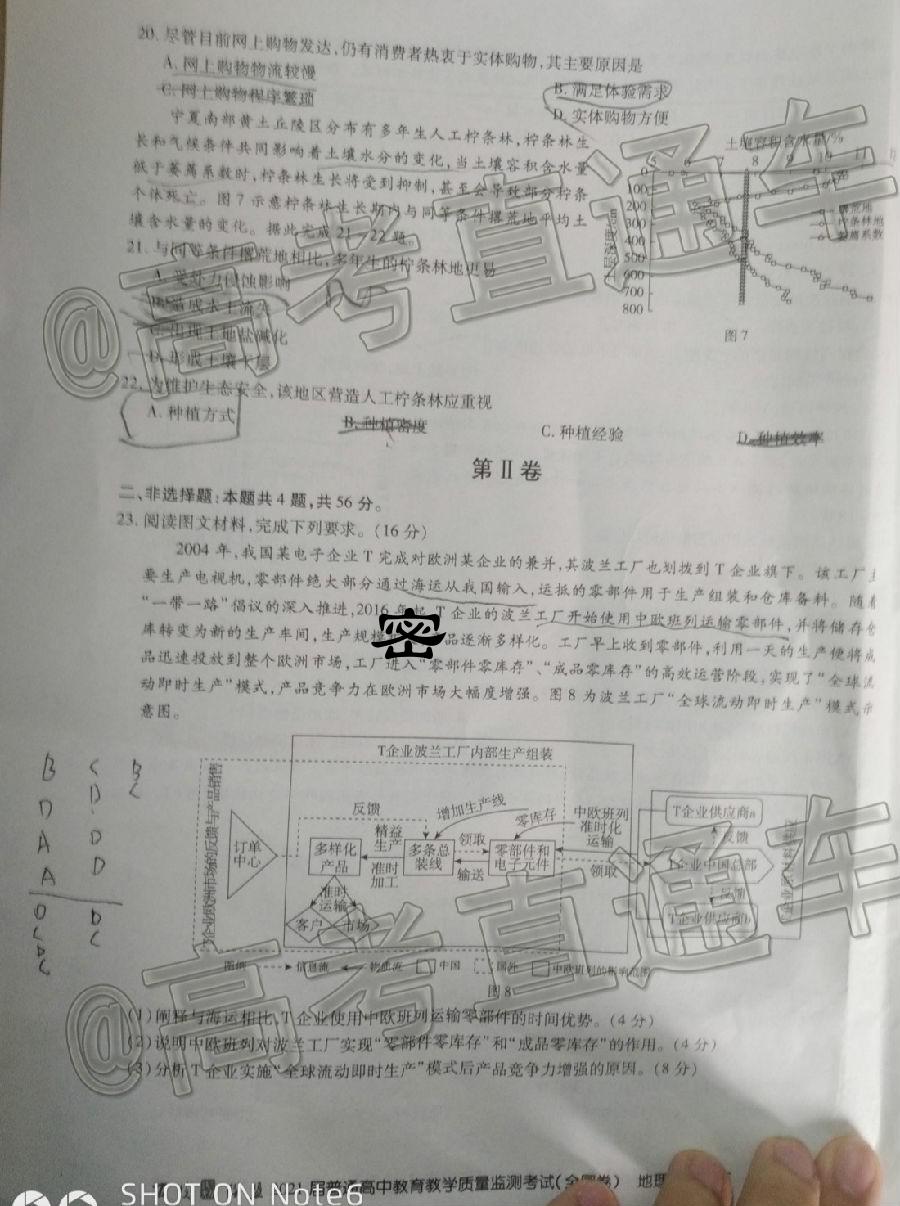 20. 尽管目前网上购物发达,仍有消费者热衷于实体购物,其主要原因是
A. 网上购物物流较慢
B. 满足体验需求
C. 网上购物程序繁琐
D. 实体购物方便
宁夏南部黄土丘陵区分布有多年生人工柠条林,柠条林生
长和气候条件共同影响着土壤水分的变化,当土壤容积含水量
低于萎蔫系数时,柠条林生长将受到抑制,甚至会导致部分柠条
个体死亡。图7示意柠条林生长期内与同等条件撂荒地平均土
壤含水量的变化。据此完成21~22题。
土壤容积含水量/%
5 6 7 8 9 10 11
100
200
300
400
500
600
700
800
撂荒地
柠条林地
萎蔫系数
图7
21. 与同等条件撂荒地相比,多年生的柠条林地更易
A. 受外力侵蚀影响
B. 造成水土流失
C. 出现土地盐碱化
D. 形成土壤干层
22. 为维护生态安全,该地区营造人工柠条林应重视
A. 种植方式
B. 种植密度
C. 种植经验
D. 种植效率
第Ⅱ卷
二、非选择题:本题共4题,共56分。
23. 阅读图文材料,完成下列要求。(16分)
2004年,我国某电子企业T完成对欧洲某企业的兼并,其波兰工厂也划拨到T企业旗下。该工厂主
要生产电视机,零部件绝大部分通过海运从我国输入,运抵的零部件用于生产组装和仓库备料。随着
“一带一路”倡议的深入推进,2016年起,T企业的波兰工厂开始使用中欧班列运输零部件,并将储存仓
库转变为新的生产车间,生产规模 密 品逐渐多样化。工厂早上收到零部件,利用一天的生产便将成
品迅速投放到整个欧洲市场,工厂进入“零部件零库存”、“成品零库存”的高效运营阶段,实现了“全球流
动即时生产”模式,产品竞争力在欧洲市场大幅度增强。图8为波兰工厂“全球流动即时生产”模式示
意图。
T企业波兰工厂内部生产组装
订单中心
反馈
增加生产线
零库存
中欧班列准时化运输
多样化产品
精益生产
准时加工
多条总装线
领取
输送
零部件和电子元件
领取
准时运输
客户
市场
T企业供应商a
反馈
T企业中国总部
反馈
T企业供应商b
图例 信息流 物质流 中国 国外 中欧班列的影响范围
图8
(1)阐释与海运相比,T企业使用中欧班列运输零部件的时间优势。(4分)
(2)说明中欧班列对波兰工厂实现“零部件零库存”和“成品零库存”的作用。(4分)
(3)分析T企业实施“全球流动即时生产”模式后产品竞争力增强的原因。(8分)
届普通高中教育教学质量监测考试(全国卷) 地理
@高考直通车
@高考直通车
SHOT ON Note6